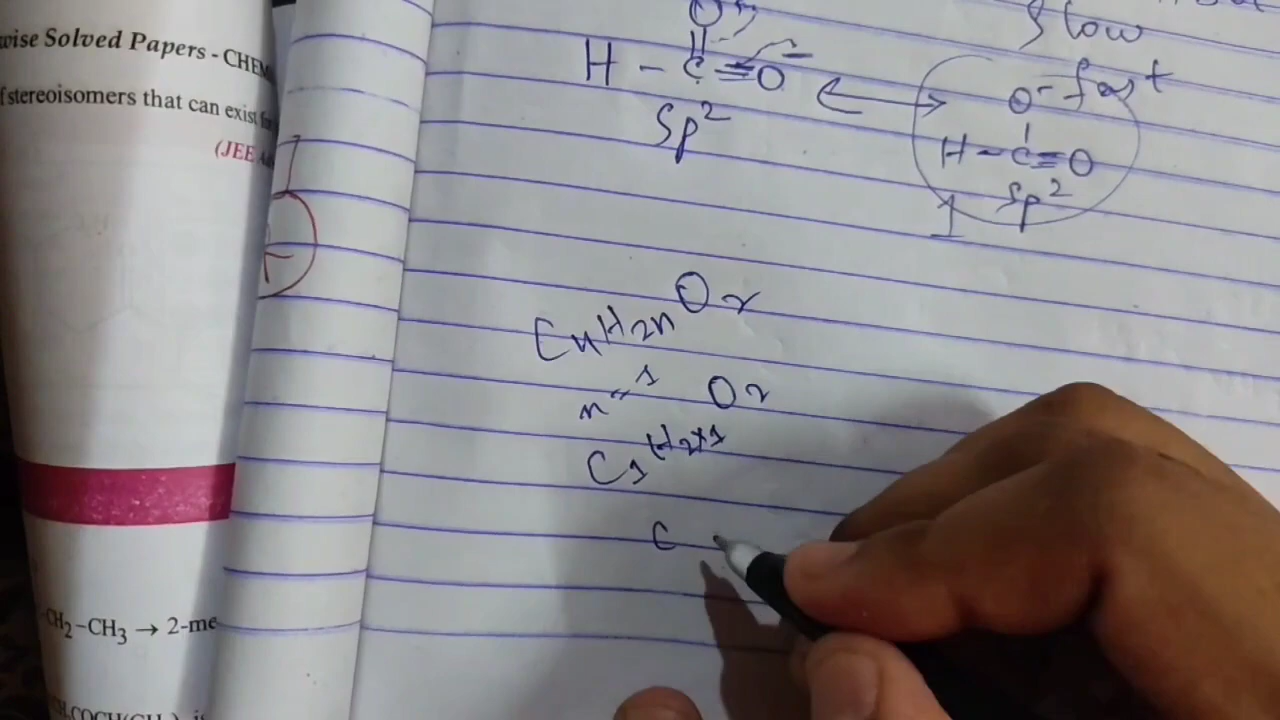 wise Solved Papers - CHEM
f stereoisomers that can exist
(JEE
-CH2-CH3 → 2-me
slow
O
H - C = O -
sp2
fast
O-
H - C = O
sp2
1
CnH2nO2
n = 1 O2
C1H2×1
C